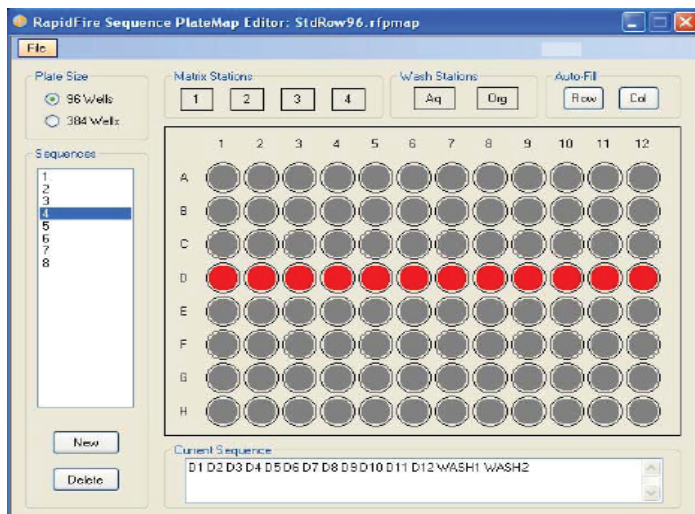 RapidFire Sequence PlateMap Editor: StdRow96.rfpmap
File
Plate Size
96 Wells
384 Wells
Matrix Stations
1 2 3 4
Wash Stations
Aq Org
Auto-Fill
Row Col
Sequences
1
2
3
4
5
6
7
8
New
Delete
1 2 3 4 5 6 7 8 9 10 11 12
A
B
C
D
E
F
G
H
Current Sequence
D1 D2 D3 D4 D5 D6 D7 D8 D9 D10 D11 D12 WASH1 WASH2